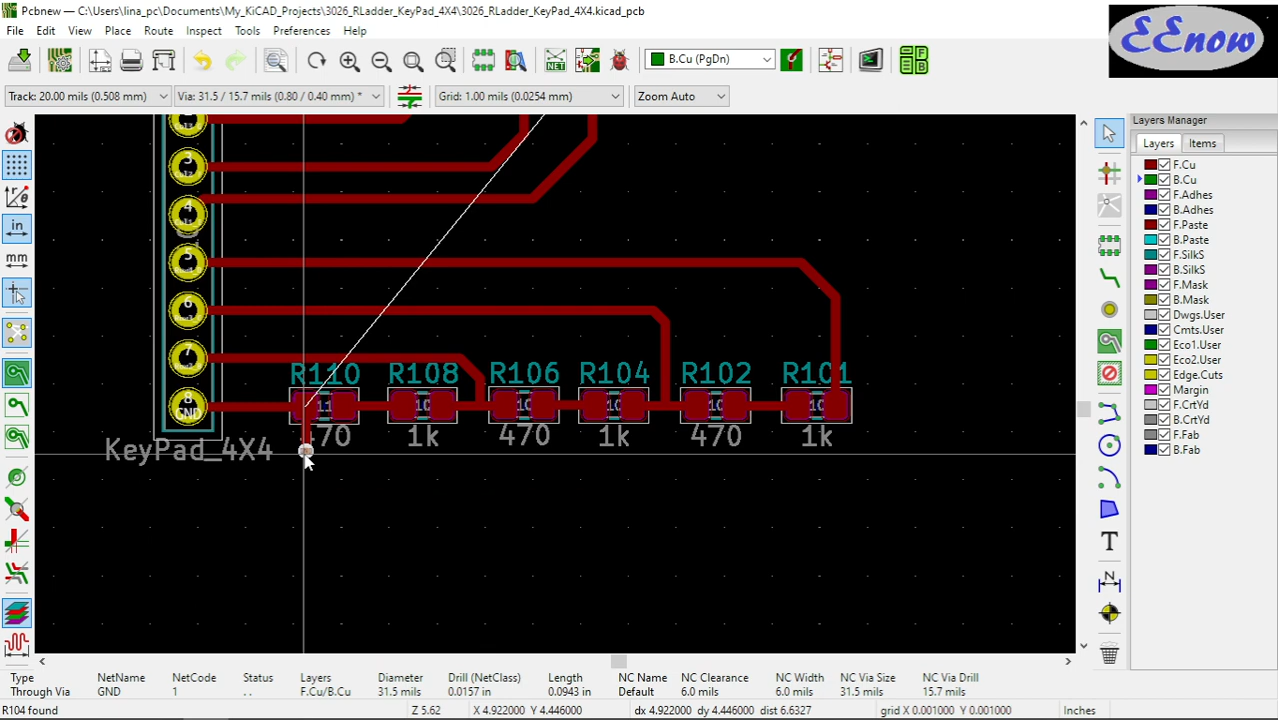 Pcbnew — C:\Users\lina_pc\Documents\My_KiCAD_Projects\3026_RLadder_KeyPad_4X4\3026_RLadder_KeyPad_4X4.kicad_pcb
EEnow
File Edit View Place Route Inspect Tools Preferences Help
NET
B.Cu (PgDn)
Track: 20.00 mils (0.508 mm)
Via: 31.5 / 15.7 mils (0.80 / 0.40 mm) *
Grid: 1.00 mils (0.0254 mm)
Zoom Auto
Layers Manager
Layers Items
F.Cu
B.Cu
F.Adhes
B.Adhes
F.Paste
B.Paste
F.SilkS
B.SilkS
F.Mask
B.Mask
Dwgs.User
Cmts.User
Eco1.User
Eco2.User
Edge.Cuts
Margin
F.CrtYd
B.CrtYd
F.Fab
B.Fab
in
mm
3
4
5
6
7
8
GND
R110 R108 R106 R104 R102 R101
470 1k 470 1k 470 1k
KeyPad_4X4
Type NetName NetCode Status Layers Diameter Drill (NetClass) Length NC Name NC Clearance NC Width NC Via Size NC Via Drill
Through Via GND 1 .. F.Cu/B.Cu 31.5 mil 0.0157 in 0.0943 in Default 6.0 mils 6.0 mils 31.5 mil 15.7 mil
R104 found Z 5.62 X 4.922000 Y 4.446000 dx 4.922000 dy 4.446000 dist 6.6327 grid X 0.001000 Y 0.001000 Inches